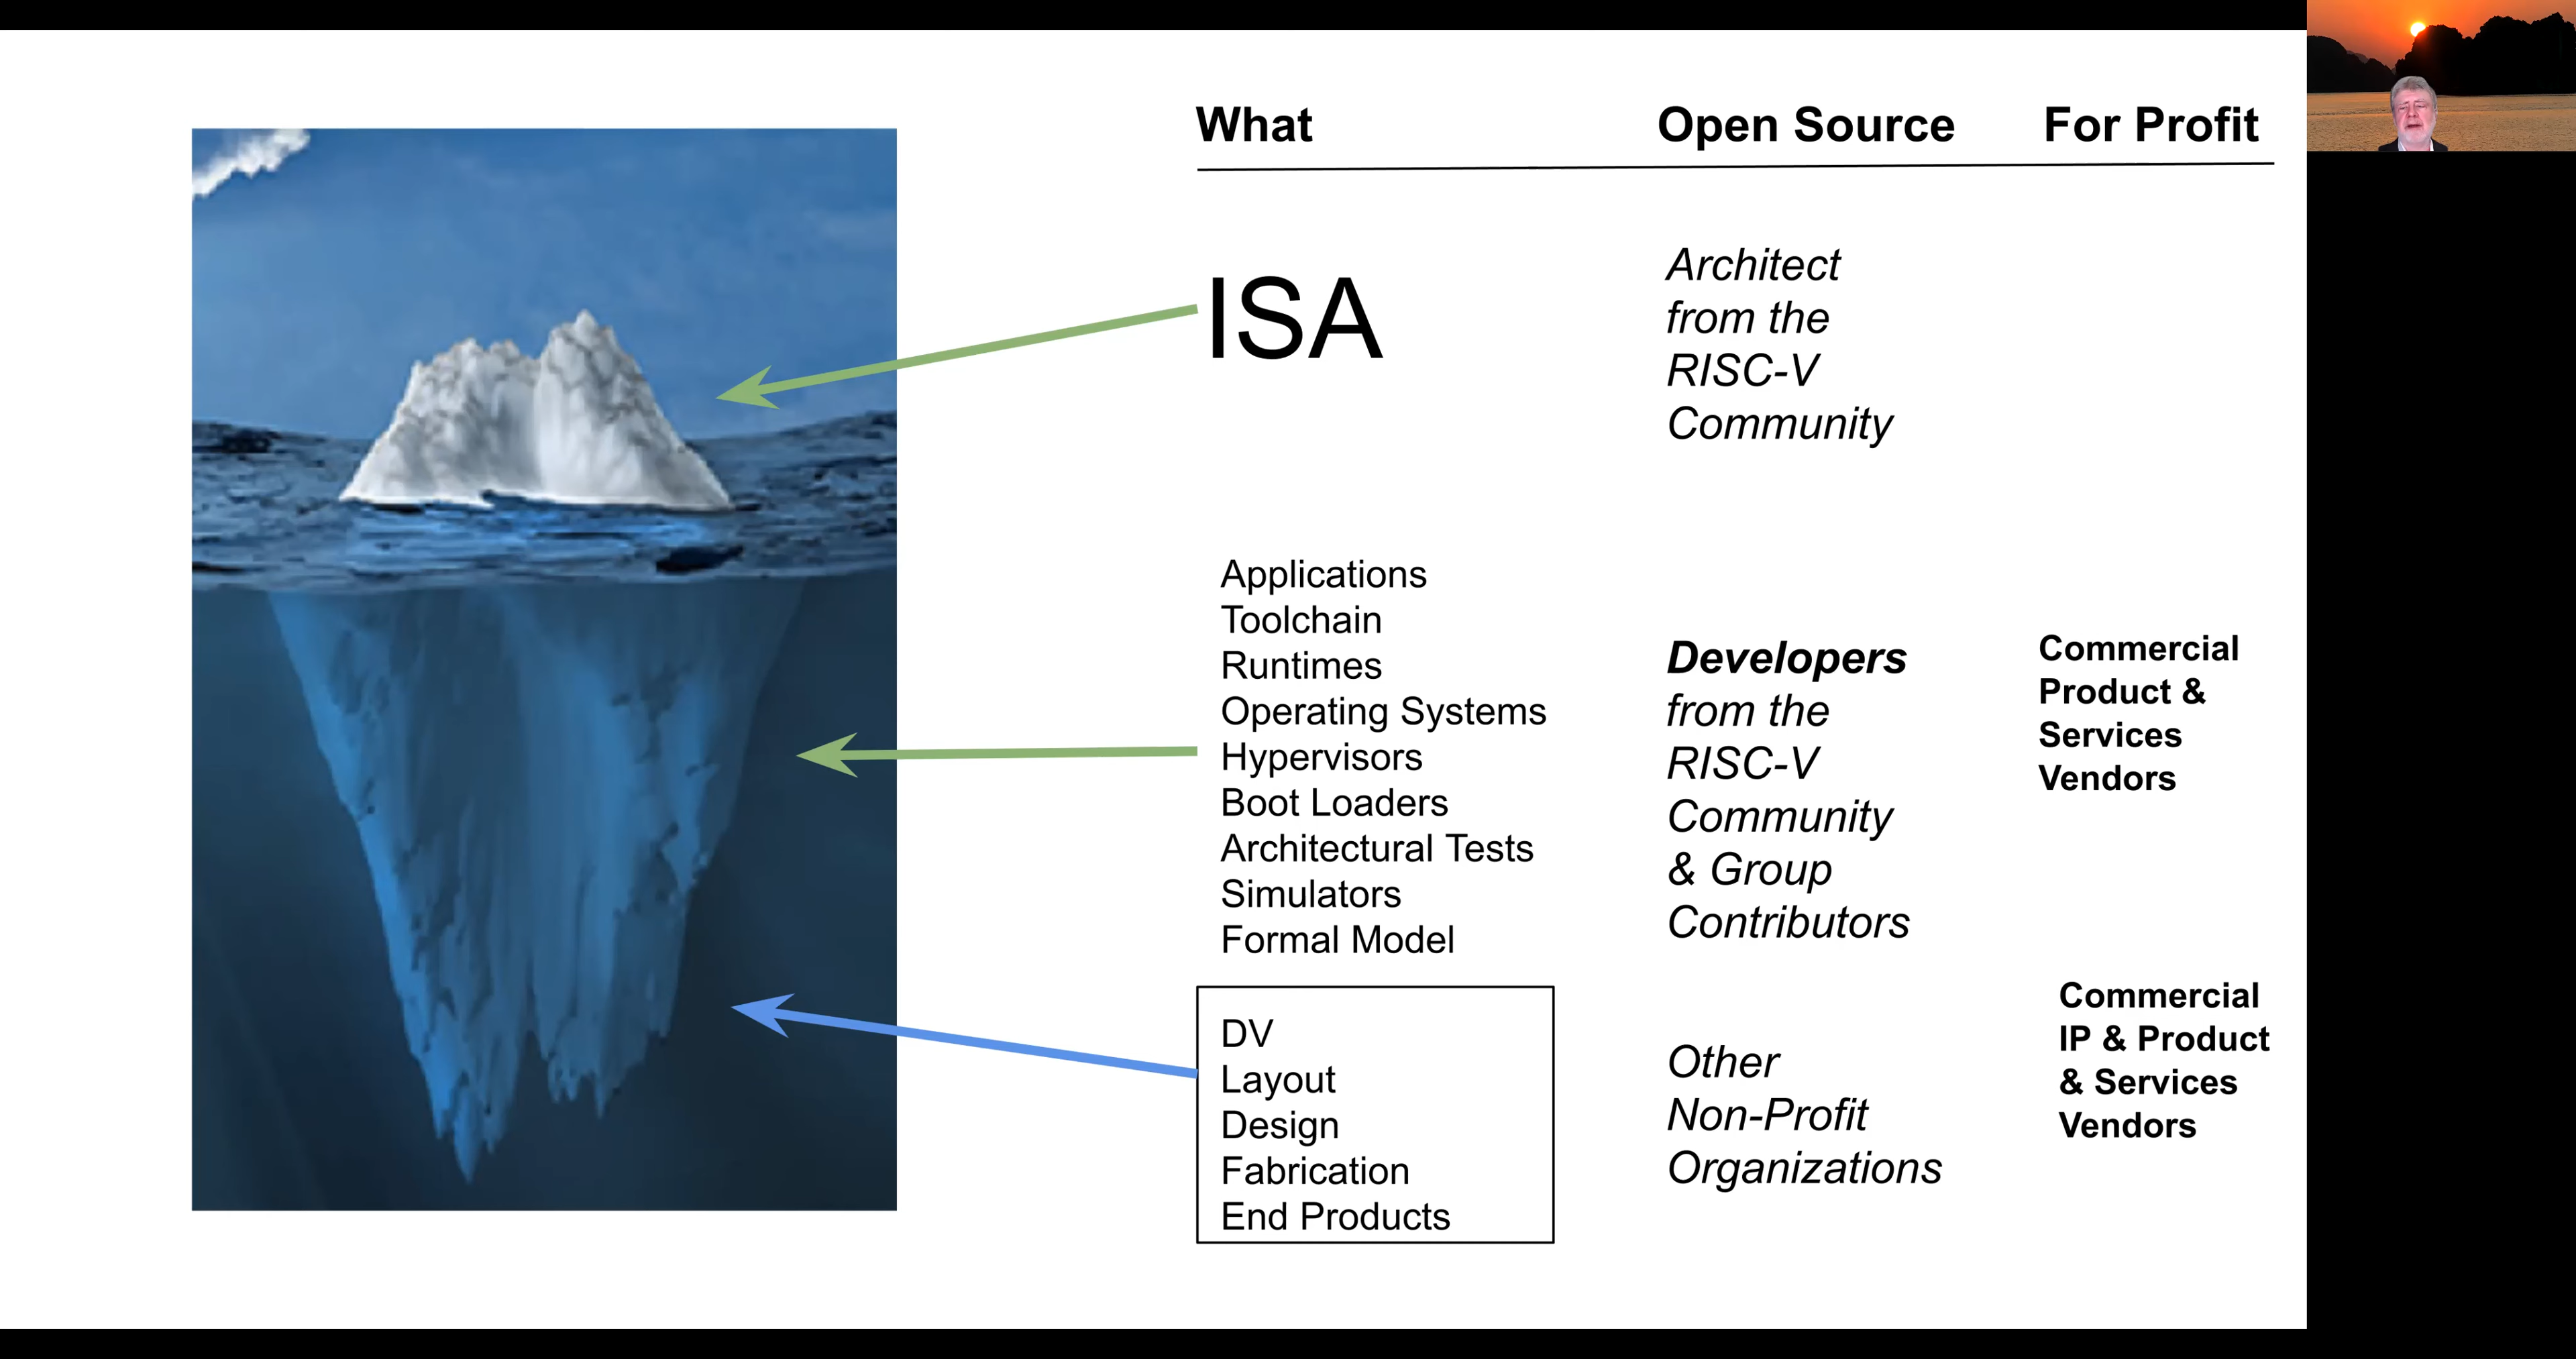 What
Open Source
For Profit
ISA
Architect
from the
RISC-V
Community
Applications
Toolchain
Runtimes
Operating Systems
Hypervisors
Boot Loaders
Architectural Tests
Simulators
Formal Model
Developers
from the
RISC-V
Community
& Group
Contributors
Commercial
Product &
Services
Vendors
DV
Layout
Design
Fabrication
End Products
Other
Non-Profit
Organizations
Commercial
IP & Product
& Services
Vendors